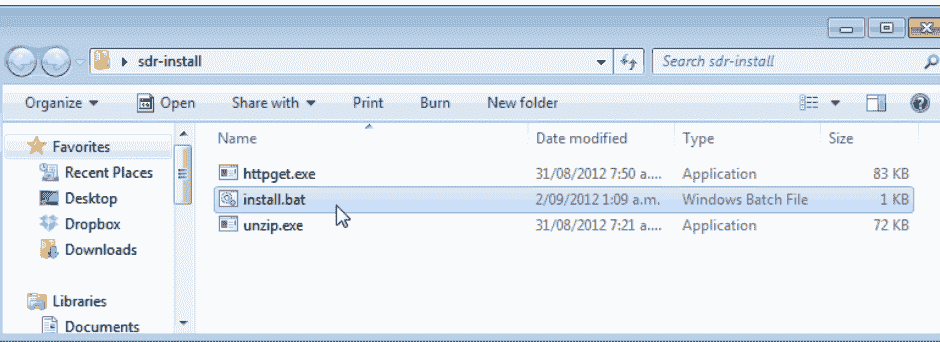 sdr-install
Search sdr-install
Organize Open Share with Print Burn New folder
Name Date modified Type Size
Favorites
Recent Places
Desktop
Dropbox
Downloads
Libraries
Documents
httpget.exe 31/08/2012 7:50 a.... Application 83 KB
install.bat 2/09/2012 1:09 a.m. Windows Batch File 1 KB
unzip.exe 31/08/2012 7:21 a.... Application 72 KB